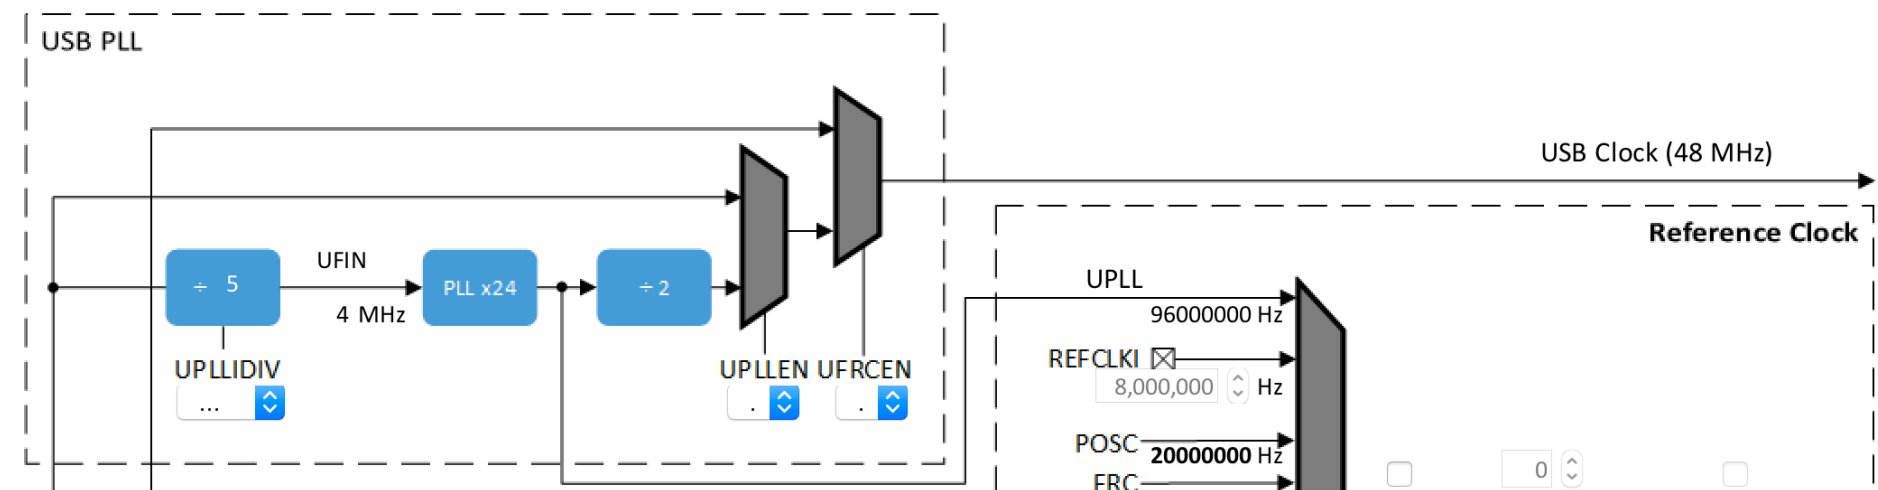 USB PLL
USB Clock (48 MHz)
Reference Clock
÷ 5
UFIN
4 MHz
PLL x24
÷ 2
UPLL
96000000 Hz
REFCLKI
8,000,000 Hz
UPLLIDIV
...
UPLLEN
.
UFRCEN
.
POSC
20000000 Hz
FRC
0